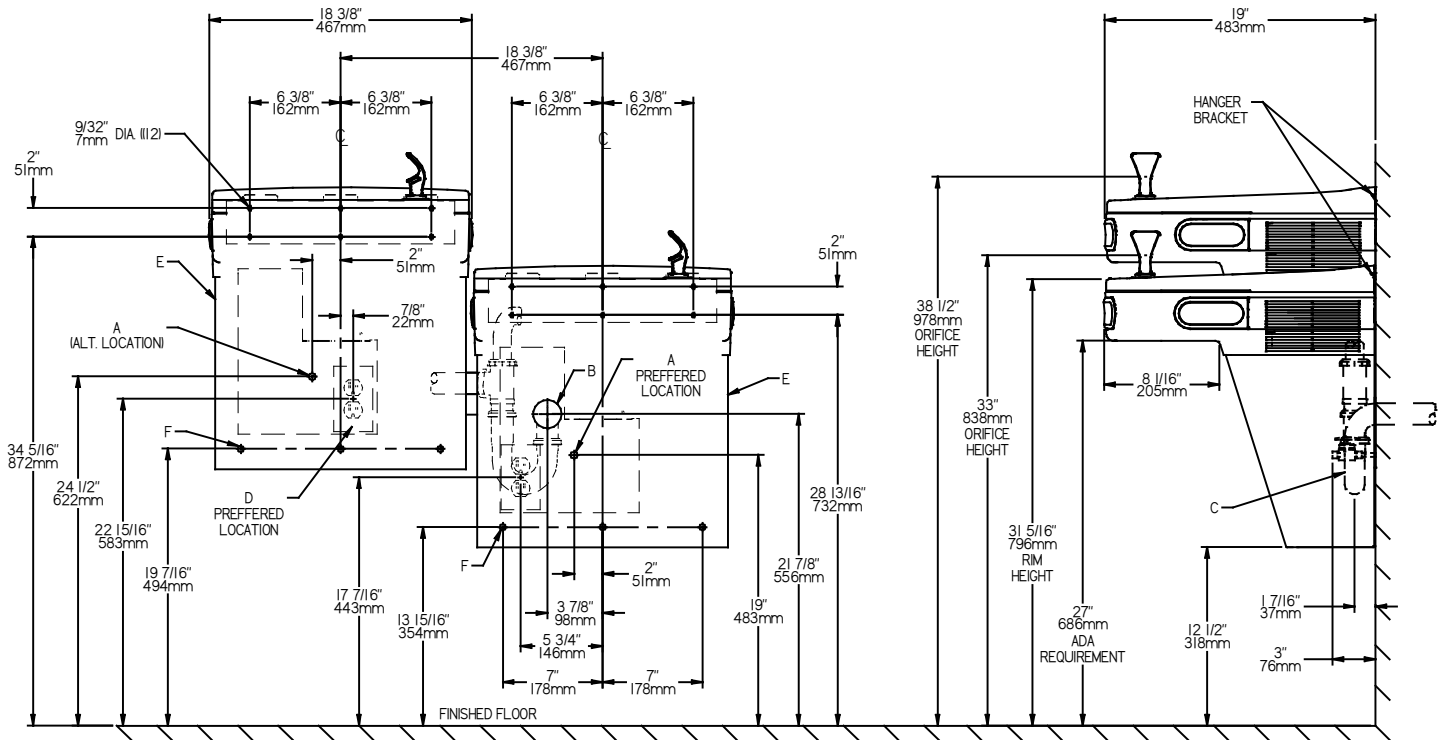 18 3/8"
467mm
18 3/8"
467mm
6 3/8"
162mm
6 3/8"
162mm
6 3/8"
162mm
6 3/8"
162mm
9/32"
7mm DIA. (112)
C
C
2"
51mm
E
2"
51mm
7/8"
22mm
A
(ALT. LOCATION)
2"
51mm
A
PREFFERED
LOCATION
B
E
F
34 5/16"
872mm
24 1/2"
622mm
22 15/16"
583mm
19 7/16"
494mm
D
PREFFERED
LOCATION
F
17 7/16"
443mm
13 15/16"
354mm
2"
51mm
3 7/8"
98mm
5 3/4"
146mm
7"
178mm
7"
178mm
19"
483mm
21 7/8"
556mm
28 13/16"
732mm
FINISHED FLOOR
19"
483mm
HANGER
BRACKET
38 1/2"
978mm
ORIFICE
HEIGHT
33"
838mm
ORIFICE
HEIGHT
8 1/16"
205mm
31 5/16"
796mm
RIM
HEIGHT
C
27"
686mm
ADA
REQUIREMENT
12 1/2"
318mm
1 7/16"
37mm
3"
76mm